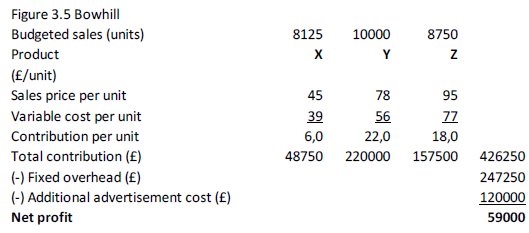 Figure 3.5 Bowhill
Budgeted sales (units) 8125 10000 8750
Product X Y Z
(£/unit)
Sales price per unit 45 78 95
Variable cost per unit 39 56 77
Contribution per unit 6,0 22,0 18,0
Total contribution (£) 48750 220000 157500 426250
(-) Fixed overhead (£) 247250
(-) Additional advertisement cost (£) 120000
Net profit 59000